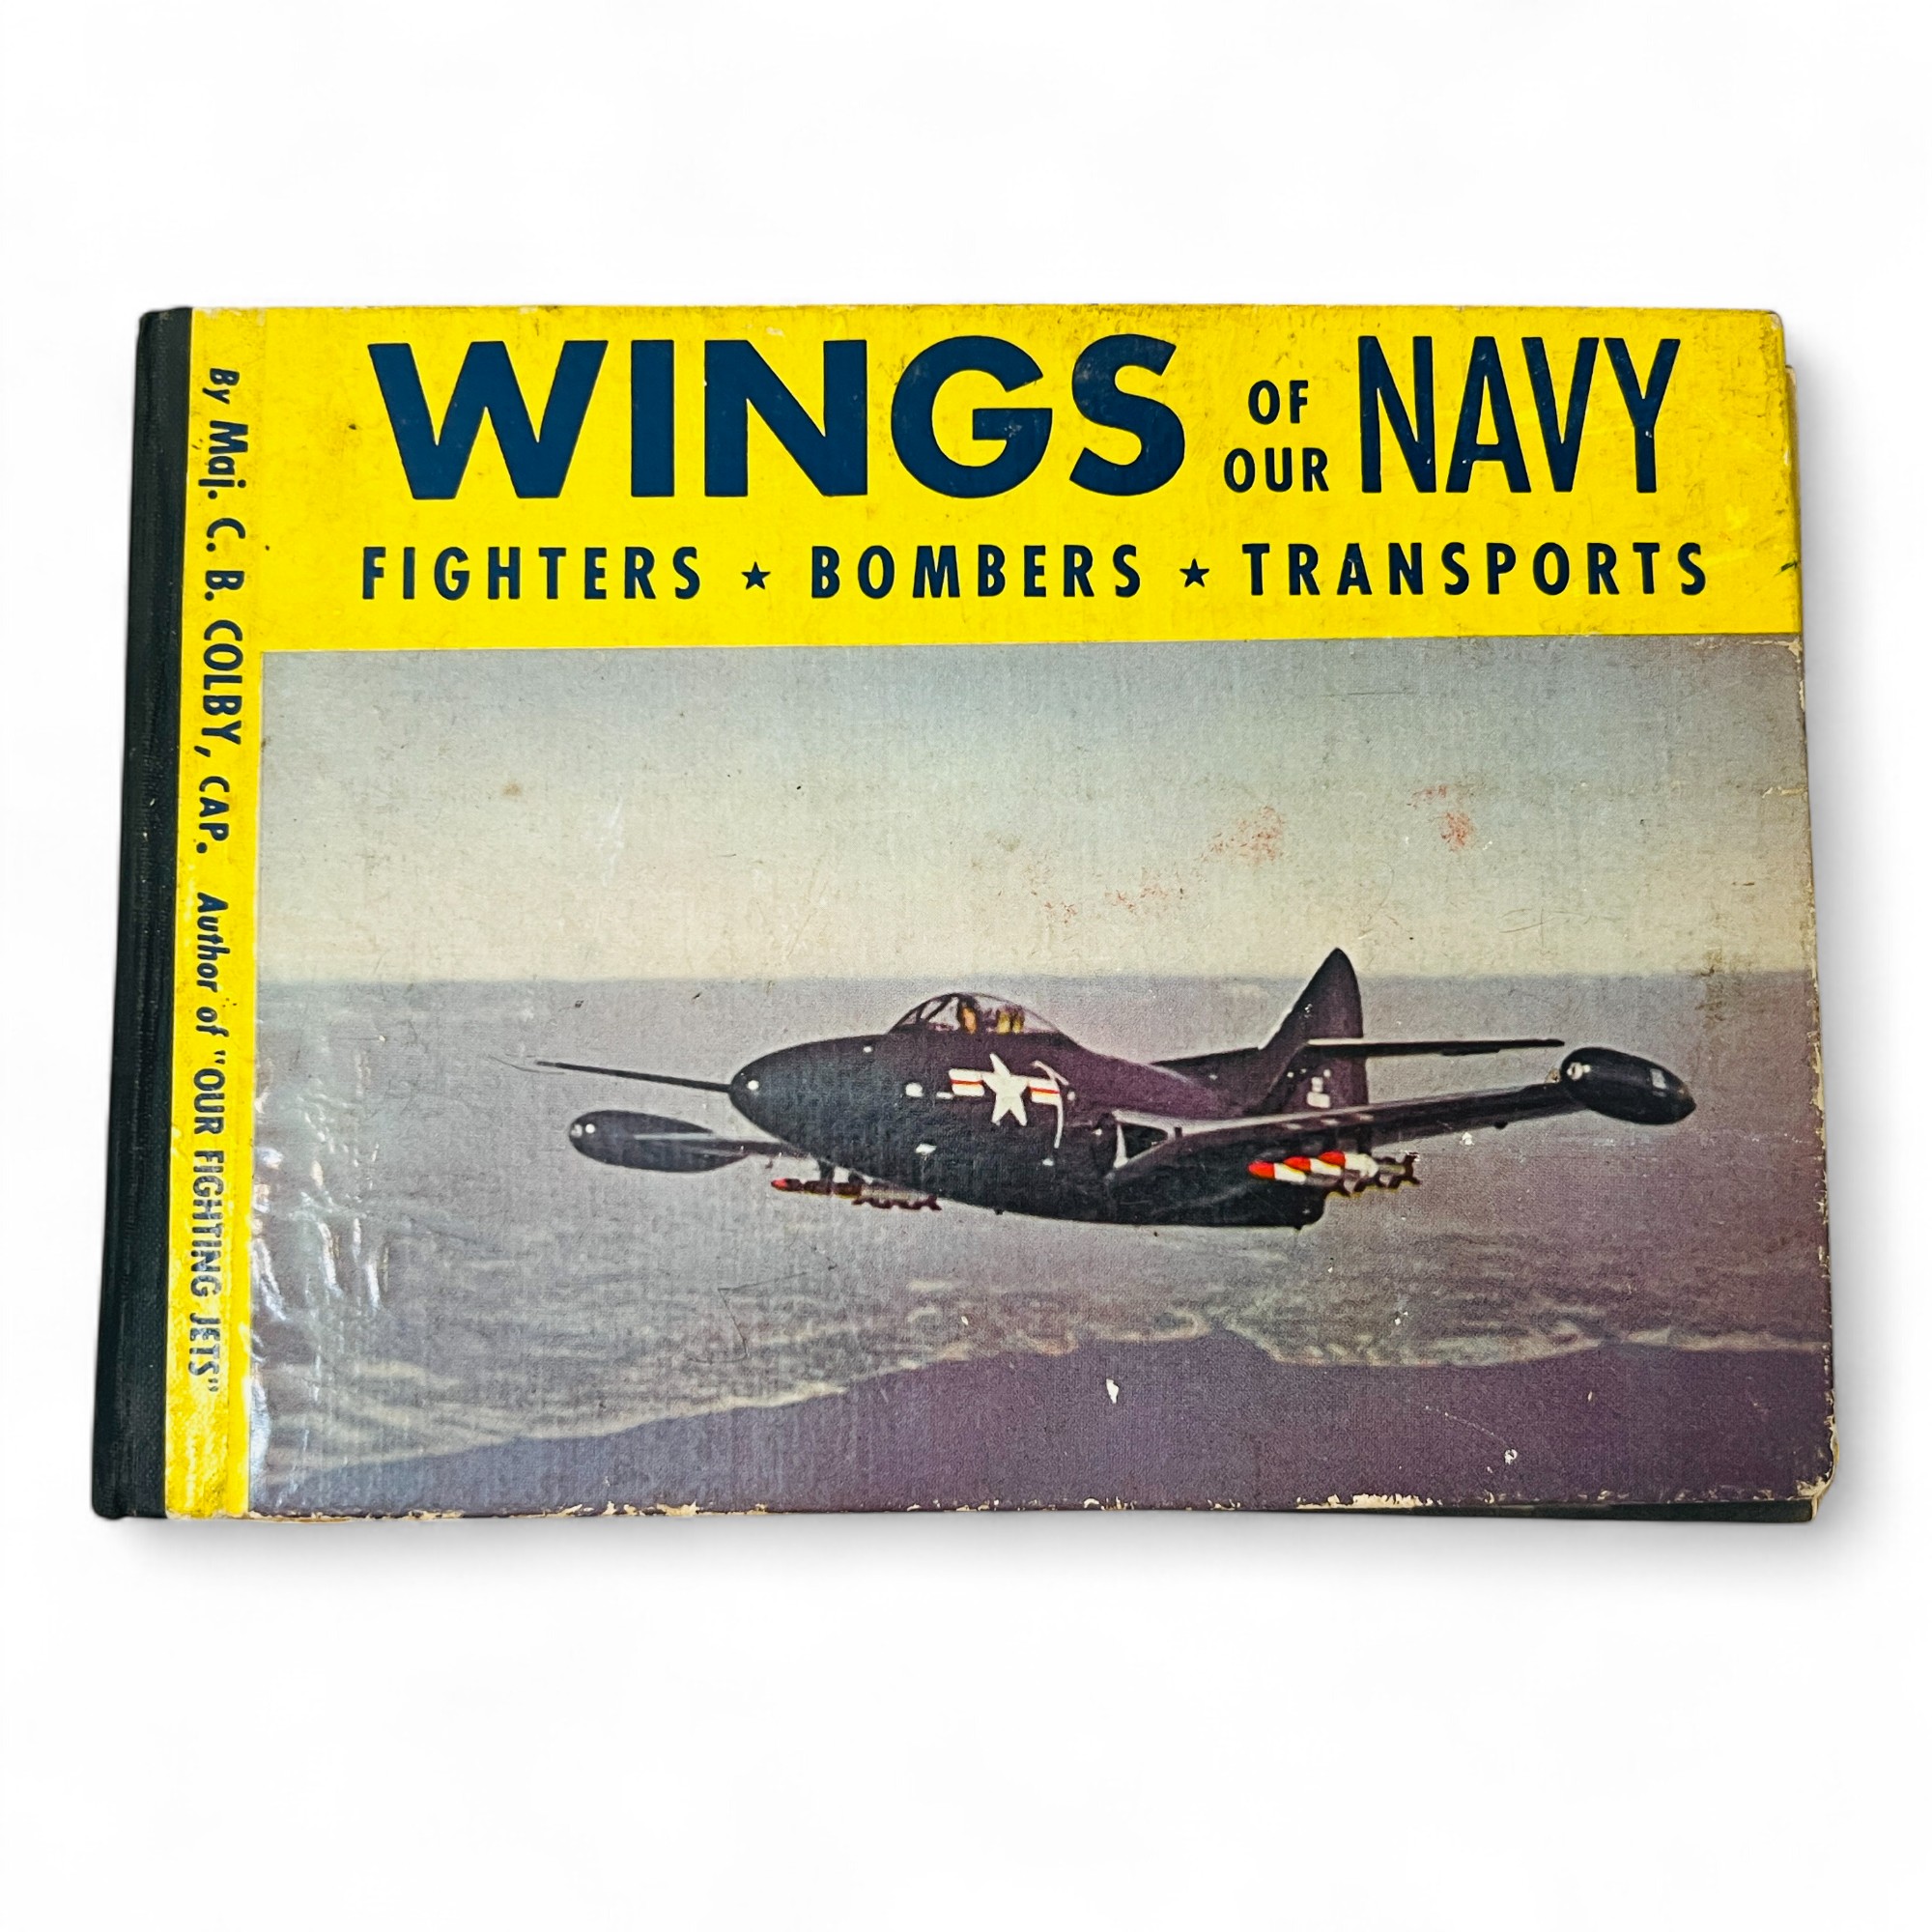 WINGS OF OUR NAVY
FIGHTERS ★ BOMBERS ★ TRANSPORTS
By Maj. C. B. COLBY, CAP. Author of "OUR FIGHTING JETS"